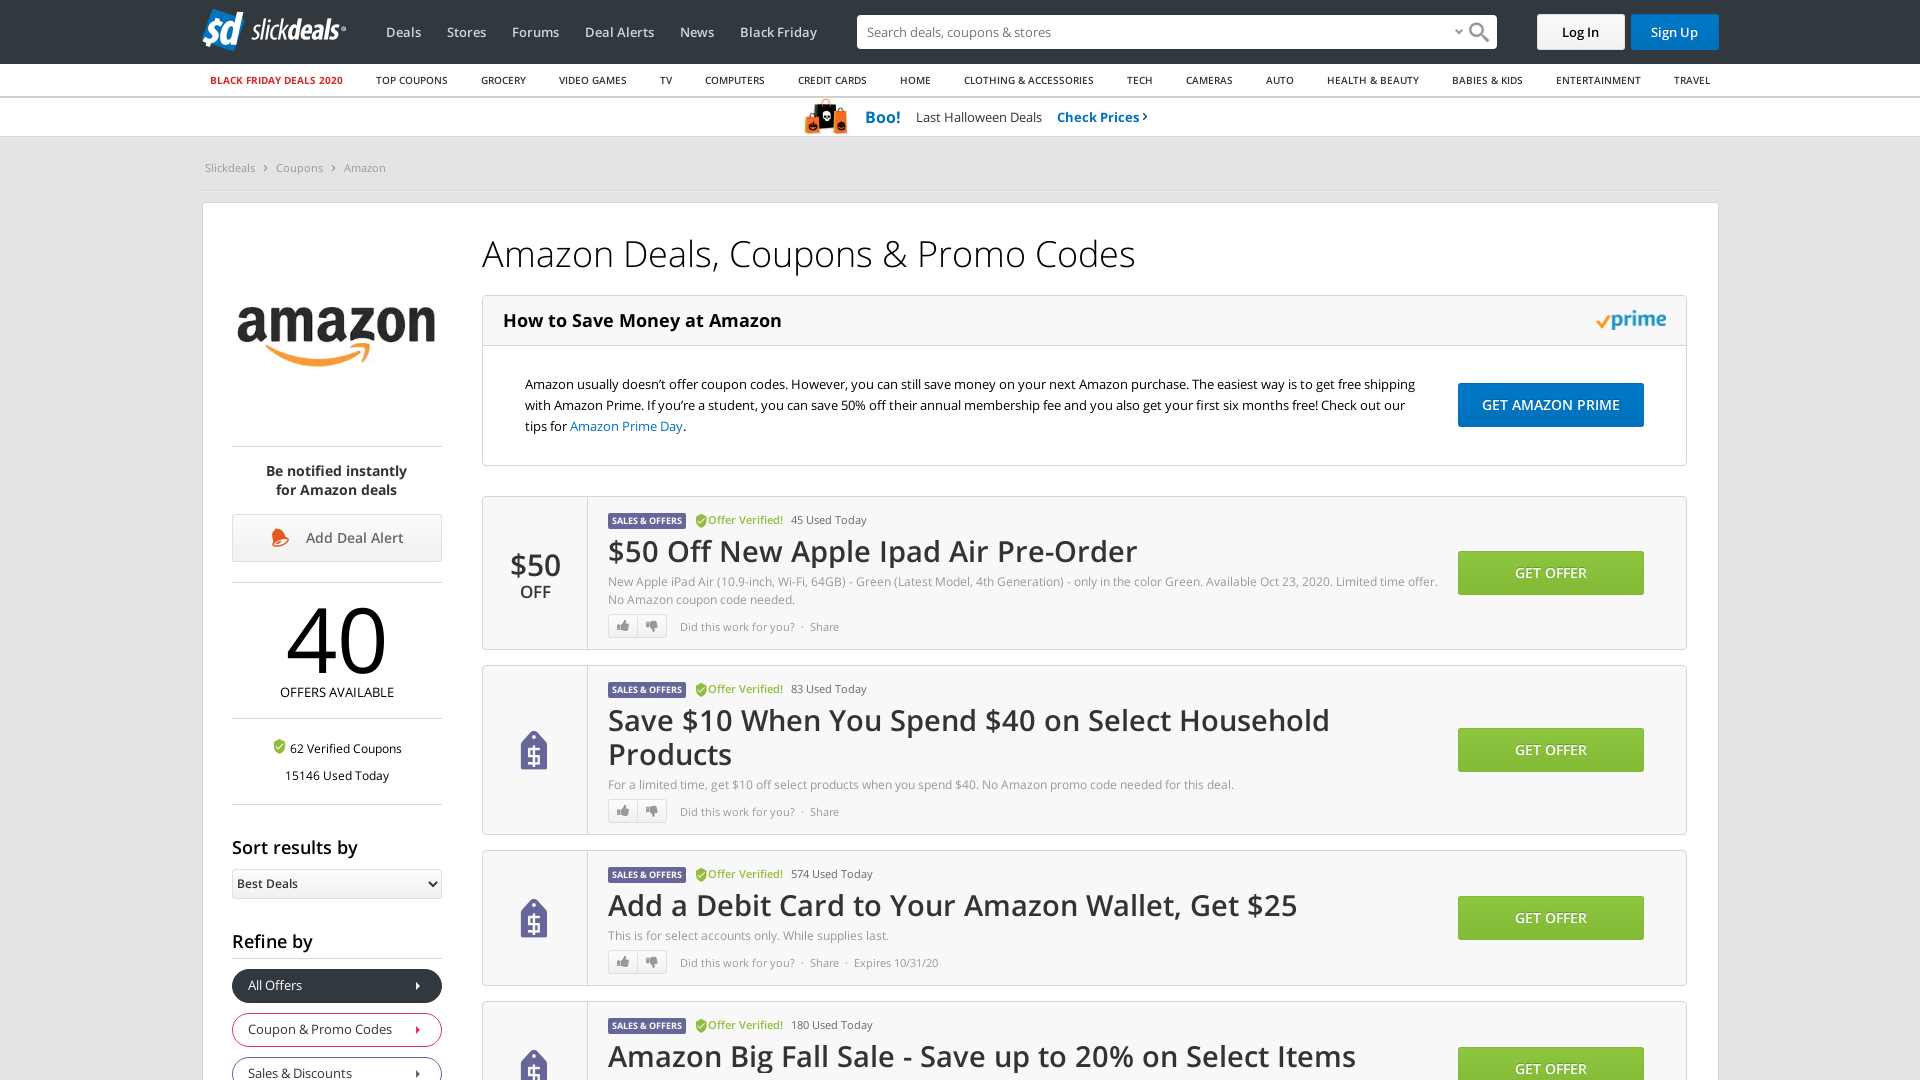 slickdeals
Deals Stores Forums Deal Alerts News Black Friday
Search deals, coupons & stores
Log In Sign Up
BLACK FRIDAY DEALS 2020 TOP COUPONS GROCERY VIDEO GAMES TV COMPUTERS CREDIT CARDS HOME CLOTHING & ACCESSORIES TECH CAMERAS AUTO HEALTH & BEAUTY BABIES & KIDS ENTERTAINMENT TRAVEL
Boo! Last Halloween Deals Check Prices
Slickdeals > Coupons > Amazon
Amazon Deals, Coupons & Promo Codes
amazon
How to Save Money at Amazon
prime
Amazon usually doesn’t offer coupon codes. However, you can still save money on your next Amazon purchase. The easiest way is to get free shipping
with Amazon Prime. If you’re a student, you can save 50% off their annual membership fee and you also get your first six months free! Check out our
tips for Amazon Prime Day.
GET AMAZON PRIME
Be notified instantly
for Amazon deals
Add Deal Alert
40
OFFERS AVAILABLE
62 Verified Coupons
15146 Used Today
Sort results by
Best Deals
Refine by
All Offers
Coupon & Promo Codes
Sales & Discounts
$50
OFF
SALES & OFFERS Offer Verified! 45 Used Today
$50 Off New Apple Ipad Air Pre-Order
New Apple iPad Air (10.9-inch, Wi-Fi, 64GB) - Green (Latest Model, 4th Generation) - only in the color Green. Available Oct 23, 2020. Limited time offer.
No Amazon coupon code needed.
Did this work for you? · Share
GET OFFER
SALES & OFFERS Offer Verified! 83 Used Today
Save $10 When You Spend $40 on Select Household
Products
For a limited time, get $10 off select products when you spend $40. No Amazon promo code needed for this deal.
Did this work for you? · Share
GET OFFER
SALES & OFFERS Offer Verified! 574 Used Today
Add a Debit Card to Your Amazon Wallet, Get $25
This is for select accounts only. While supplies last.
Did this work for you? · Share · Expires 10/31/20
GET OFFER
SALES & OFFERS Offer Verified! 180 Used Today
Amazon Big Fall Sale - Save up to 20% on Select Items
GET OFFER